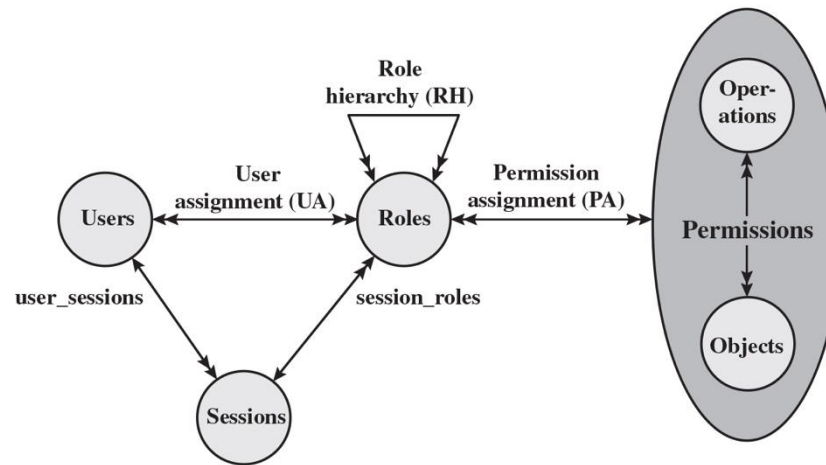 Role
hierarchy (RH)
Oper-
ations
User
assignment (UA)
Permission
assignment (PA)
Users
Roles
Permissions
user_sessions
session_roles
Objects
Sessions